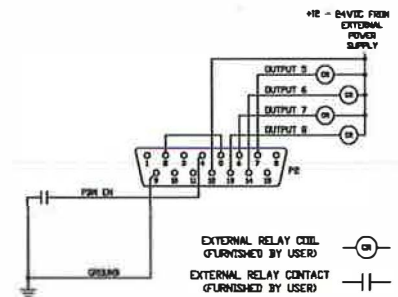 +12 - 24VDC FROM
EXTERNAL
POWER
SUPPLY
OUTPUT 5
CR
OUTPUT 6
CR
OUTPUT 7
CR
OUTPUT 8
CR
1 2 3 4 5 6 7 8
9 10 11 12 13 14 15
P2
PGM EN
GROUND
EXTERNAL RELAY COIL
(FURNISHED BY USER)
CR
EXTERNAL RELAY CONTACT
(FURNISHED BY USER)